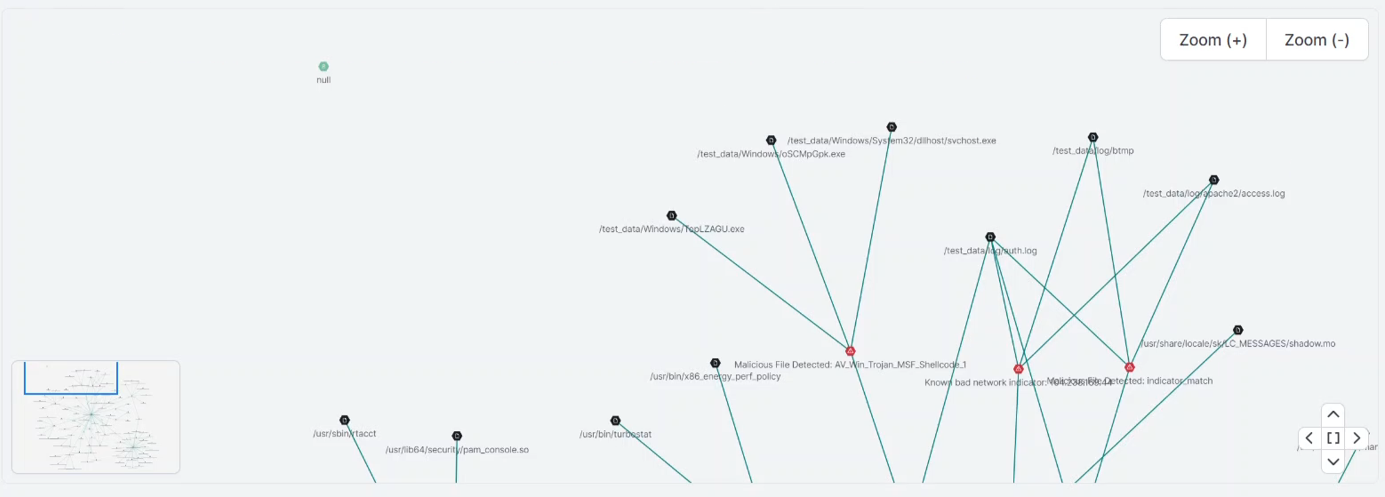 Zoom (+)
Zoom (-)
null
/test_data/Windows/System32/dllhost/svchost.exe
/test_data/Windows/oSCMpGpk.exe
/test_data/log/btmp
/test_data/log/apache2/access.log
/test_data/Windows/TopLZAGU.exe
/test_data/log/auth.log
/usr/share/locale/sk/LC_MESSAGES/shadow.mo
Malicious File Detected: AV_Win_Trojan_MSF_Shellcode_1
/usr/bin/x86_energy_perf_policy
Known bad network indicator:
Malicious File Detected: indicator_match
/usr/sbin/rtacct
/usr/bin/turbostat
/usr/lib64/security/pam_console.so